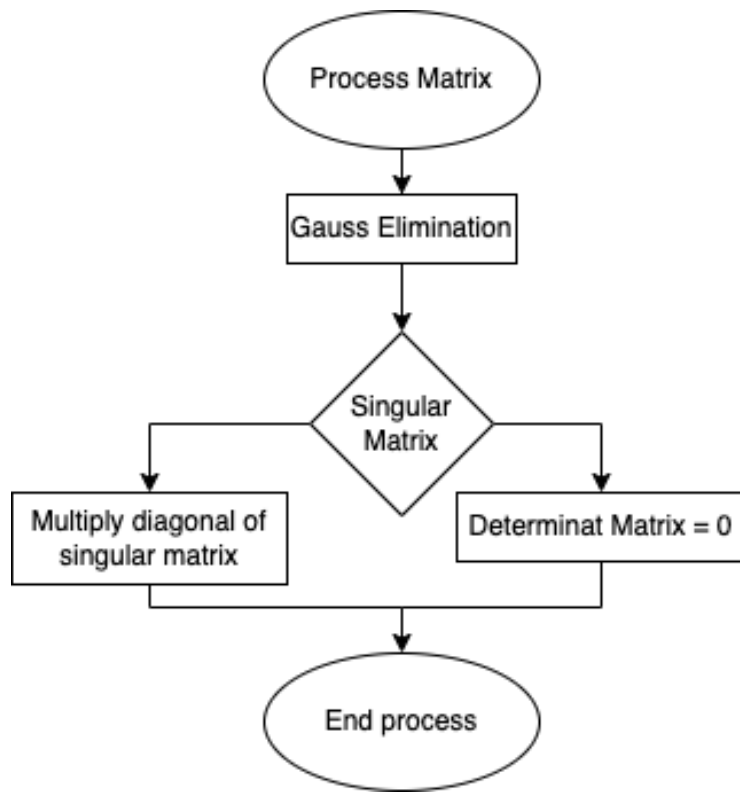 Process Matrix
Gauss Elimination
Singular
Matrix
Multiply diagonal of
singular matrix
Determinat Matrix = 0
End process